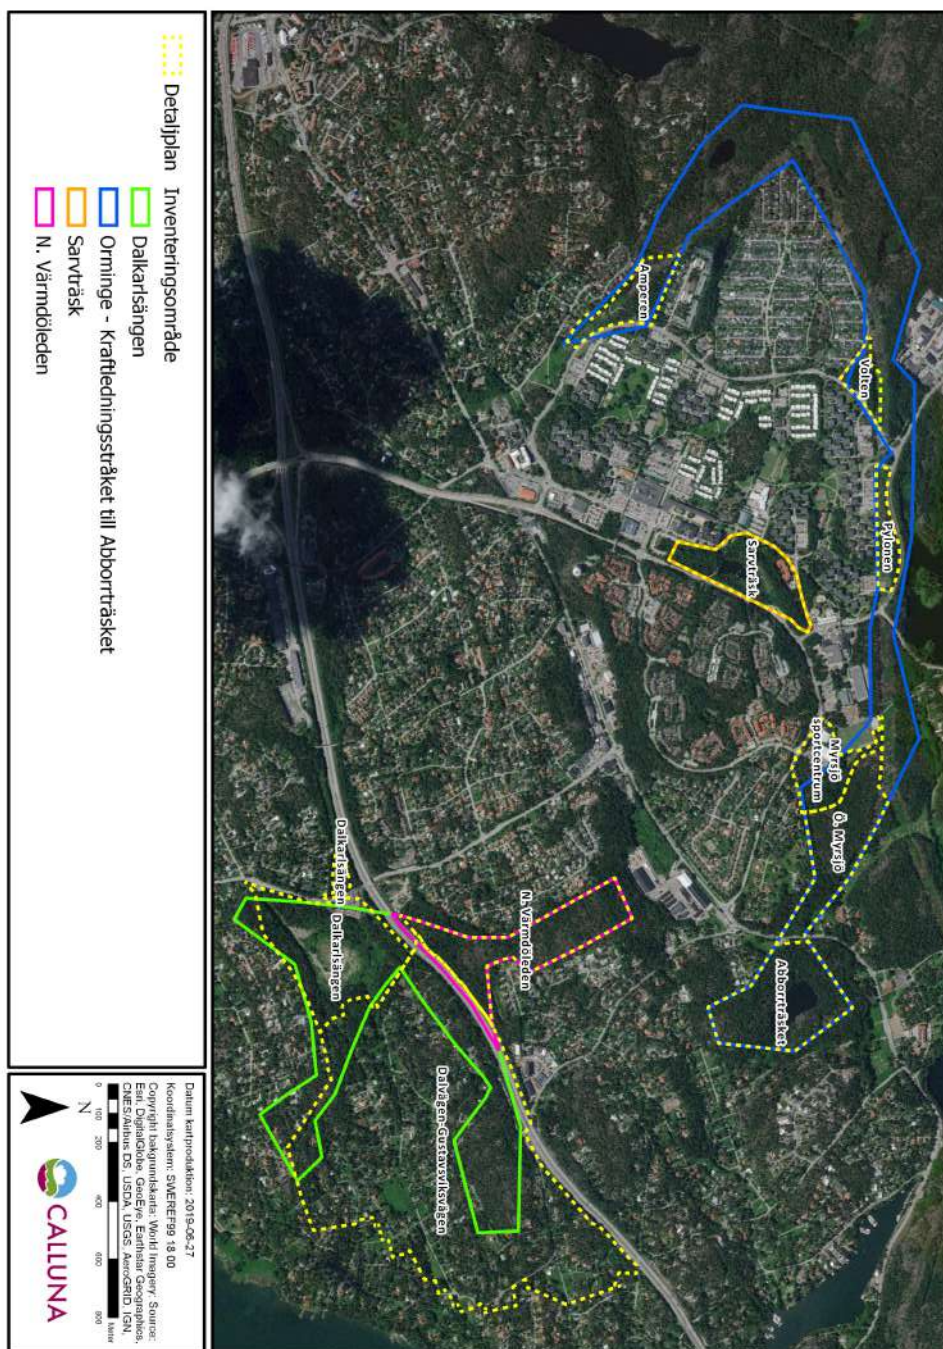 Amperen
Volten
Pylonen
Sarvträsk
Myrsjö
sportcentrum
Ö. Myrsjö
Abborrträsket
N. Värmdöleden
Dalkarlsängen
Dalkarlsängen
Dalvägen-Gustavsviksvägen
Detaljplan
Inventeringsområde
Dalkarlsängen
Orminge - Kraftledningsstråket till Abborrträsket
Sarvträsk
N. Värmdöleden
Datum kartproduktion: 2019-06-27
Koordinatsystem: SWEREF99 18 00
Copyright bakgrundskarta: World Imagery: Source:
Esri, DigitalGlobe, GeoEye, Earthstar Geographics,
CNES/Airbus DS, USDA, USGS, AeroGRID, IGN,
0 100 200 400 600 800
Meter
N
CALLUNA